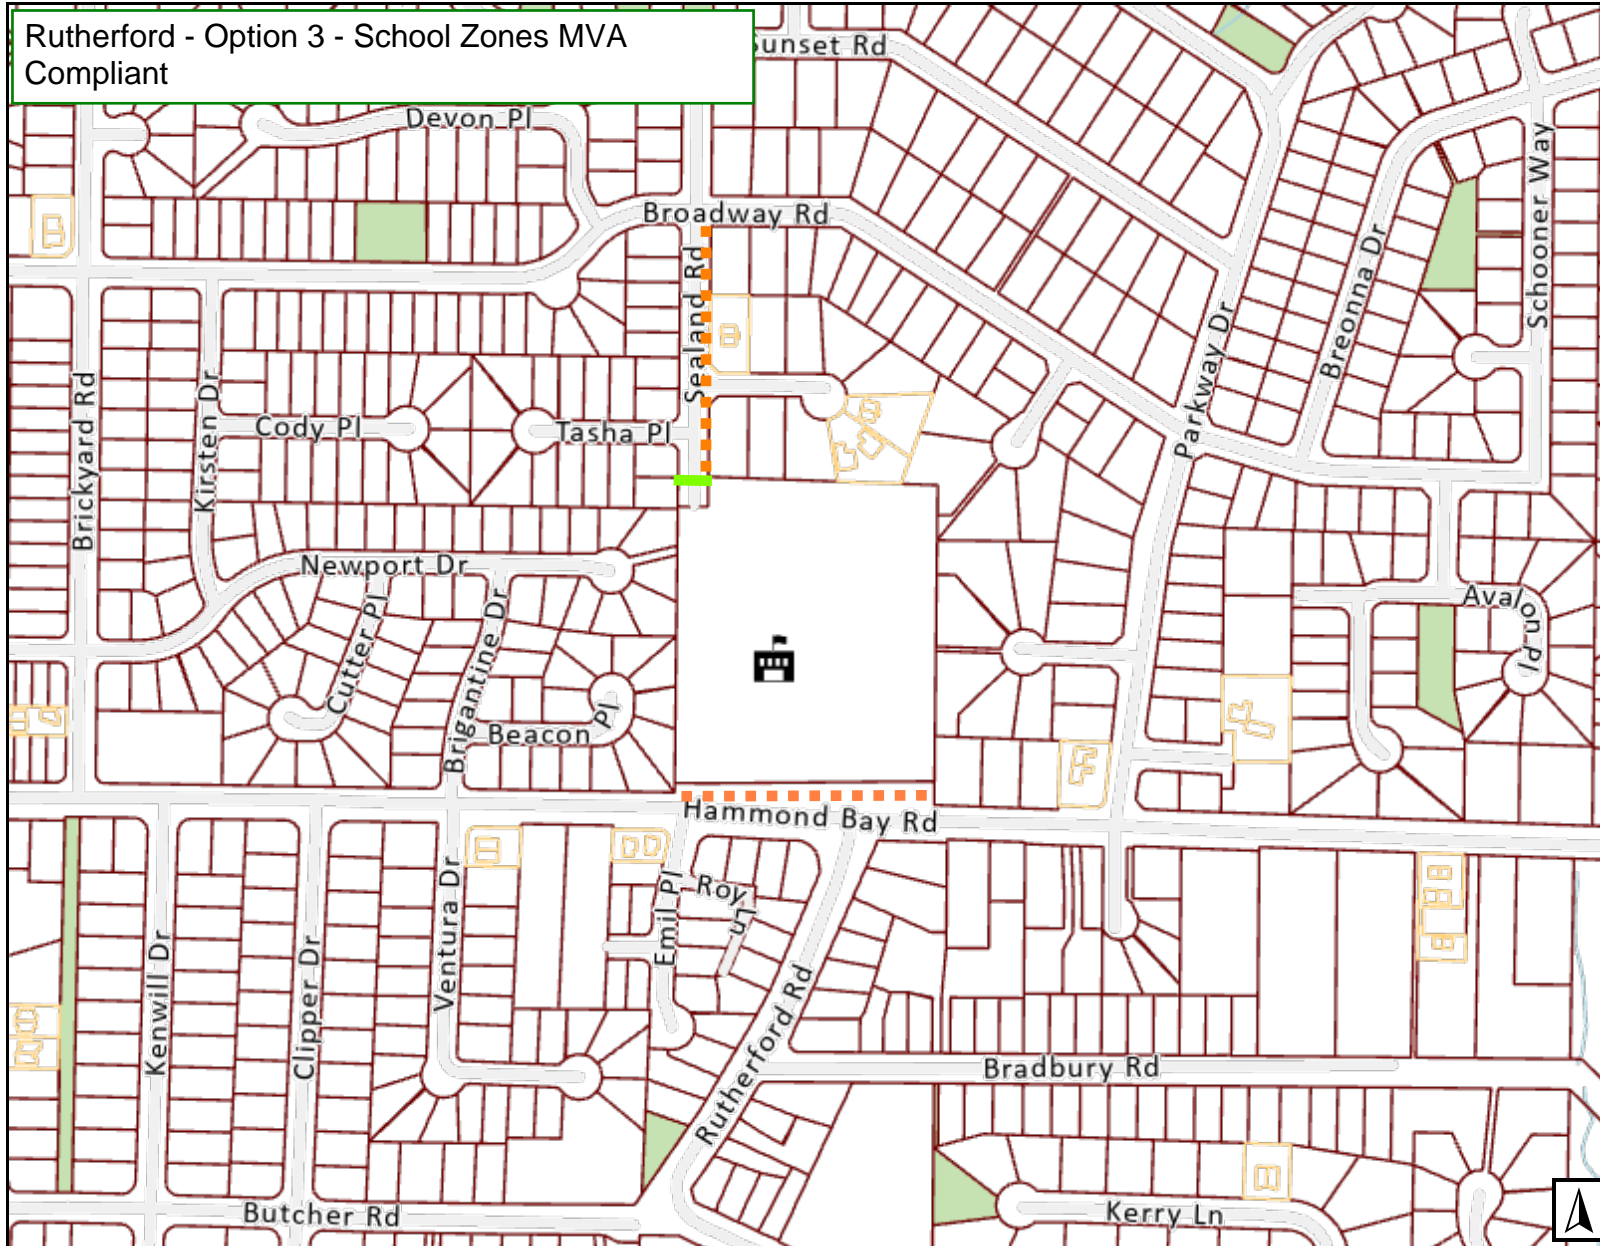 Rutherford - Option 3 - School Zones MVA
Compliant
Sunset Rd
Devon Pl
Broadway Rd
Sealand Rd
Schooner Way
Breonna Dr
Parkway Dr
Brickyard Rd
Kirsten Dr
Cody Pl
Tasha Pl
Newport Dr
Cutter Pl
Brigantine Dr
Beacon Pl
Avalon Pl
Hammond Bay Rd
Roy Ln
Emil Pl
Ventura Dr
Clipper Dr
Kenwill Dr
Rutherford Rd
Bradbury Rd
Butcher Rd
Kerry Ln